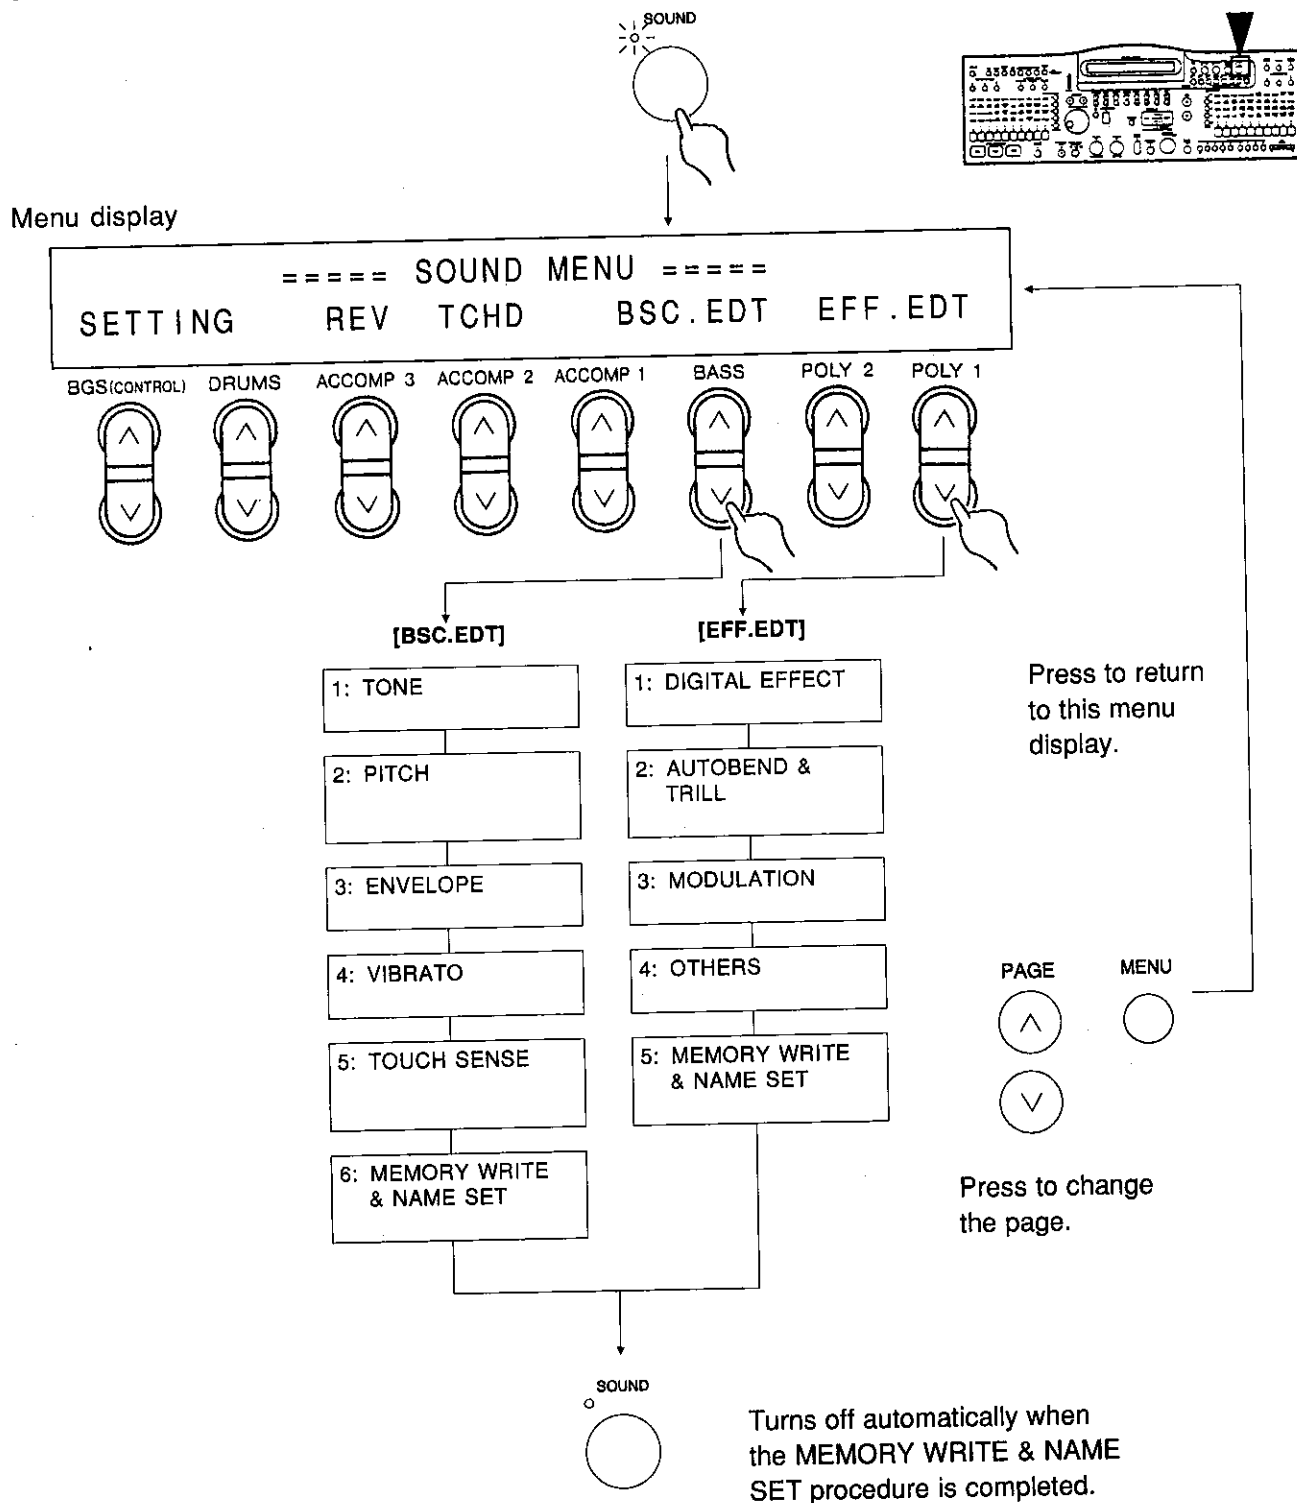 SOUND
Menu display
===== SOUND MENU =====
SETTING REV TCHD BSC.EDT EFF.EDT
BGS(CONTROL) DRUMS ACCOMP 3 ACCOMP 2 ACCOMP 1 BASS POLY 2 POLY 1
[BSC.EDT]
1: TONE
2: PITCH
3: ENVELOPE
4: VIBRATO
5: TOUCH SENSE
6: MEMORY WRITE
& NAME SET
[EFF.EDT]
1: DIGITAL EFFECT
2: AUTOBEND &
TRILL
3: MODULATION
4: OTHERS
5: MEMORY WRITE
& NAME SET
Press to return
to this menu
display.
PAGE MENU
Press to change
the page.
SOUND
Turns off automatically when
the MEMORY WRITE & NAME
SET procedure is completed.